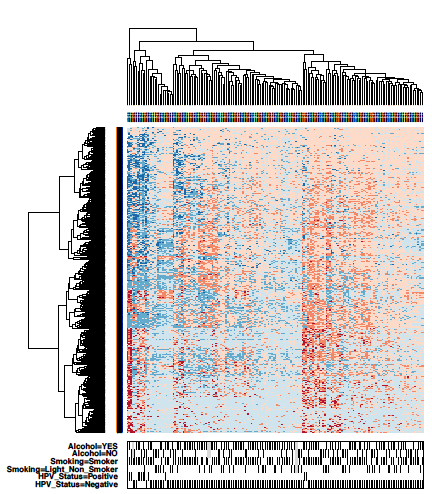 Alcohol=YES
Alcohol=NO
Smoking=Smoker
Smoking=Light_Non_Smoker
HPV_Status=Positive
HPV_Status=Negative